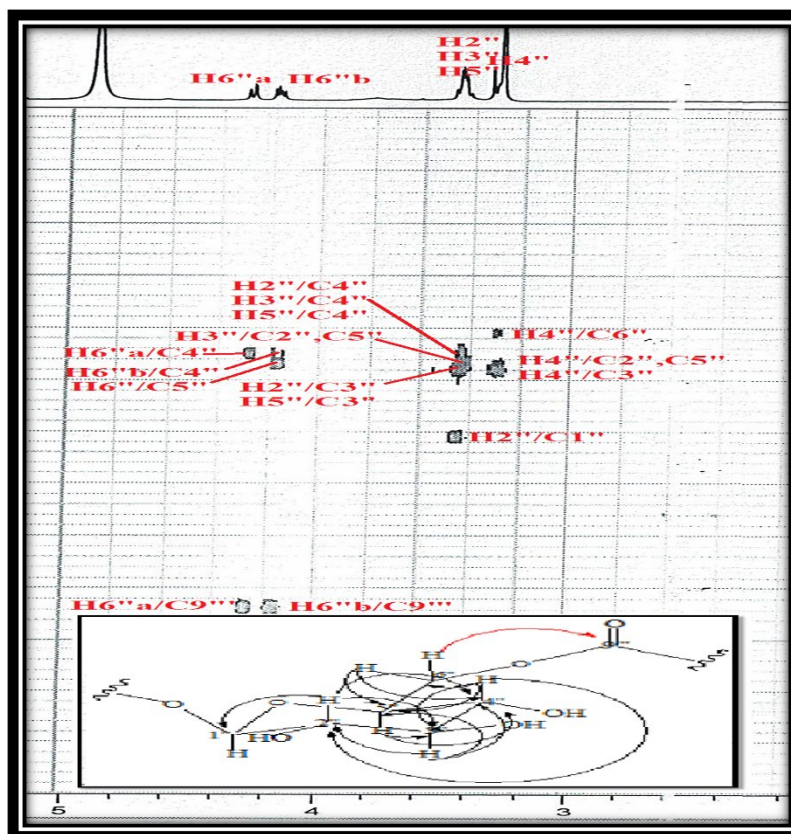 H2"
H3" H4"
H6"a H6"b H5"
H2"/C4"
H3"/C4"
H5"/C4"
H3"/C2",C5" H4"/C6"
H6"a/C4" H4"/C2",C5"
H6"b/C4" H4"/C3"
H6"/C5" H2"/C3"
H5"/C3"
H2"/C1"
H6"a/C9''' H6"b/C9'''
O
H
O
H H
H
O O OH
1" HO H OH
H H
5 4 3